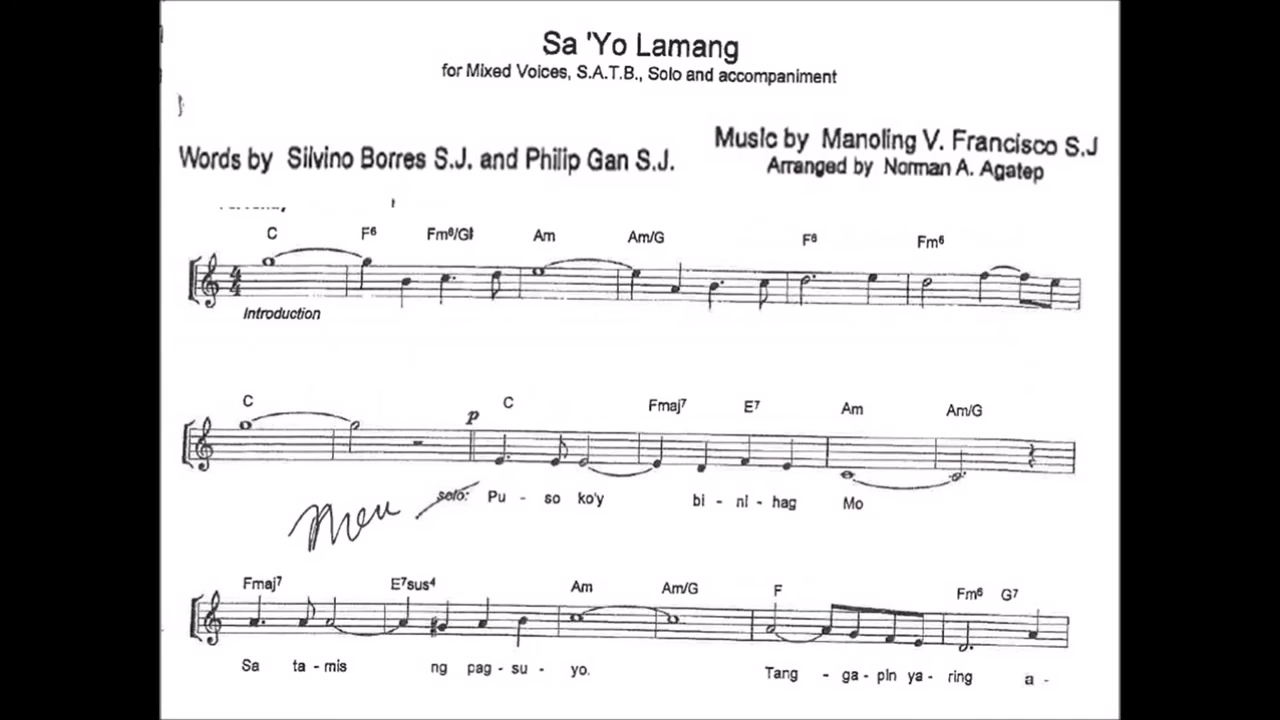 Sa 'Yo Lamang
for Mixed Voices, S.A.T.B., Solo and accompaniment
Words by Silvino Borres S.J. and Philip Gan S.J.
Music by Manoling V. Francisco S.J
Arranged by Norman A. Agatep
C F6 Fm6/G# Am Am/G F6 Fm6
Introduction
C p C Fmaj7 E7 Am Am/G
solo: Pu - so ko'y bi - ni - hag Mo
Men
Fmaj7 E7sus4 Am Am/G F Fm6 G7
Sa ta - mis ng pag - su - yo. Tang - ga - pin ya - ring a -